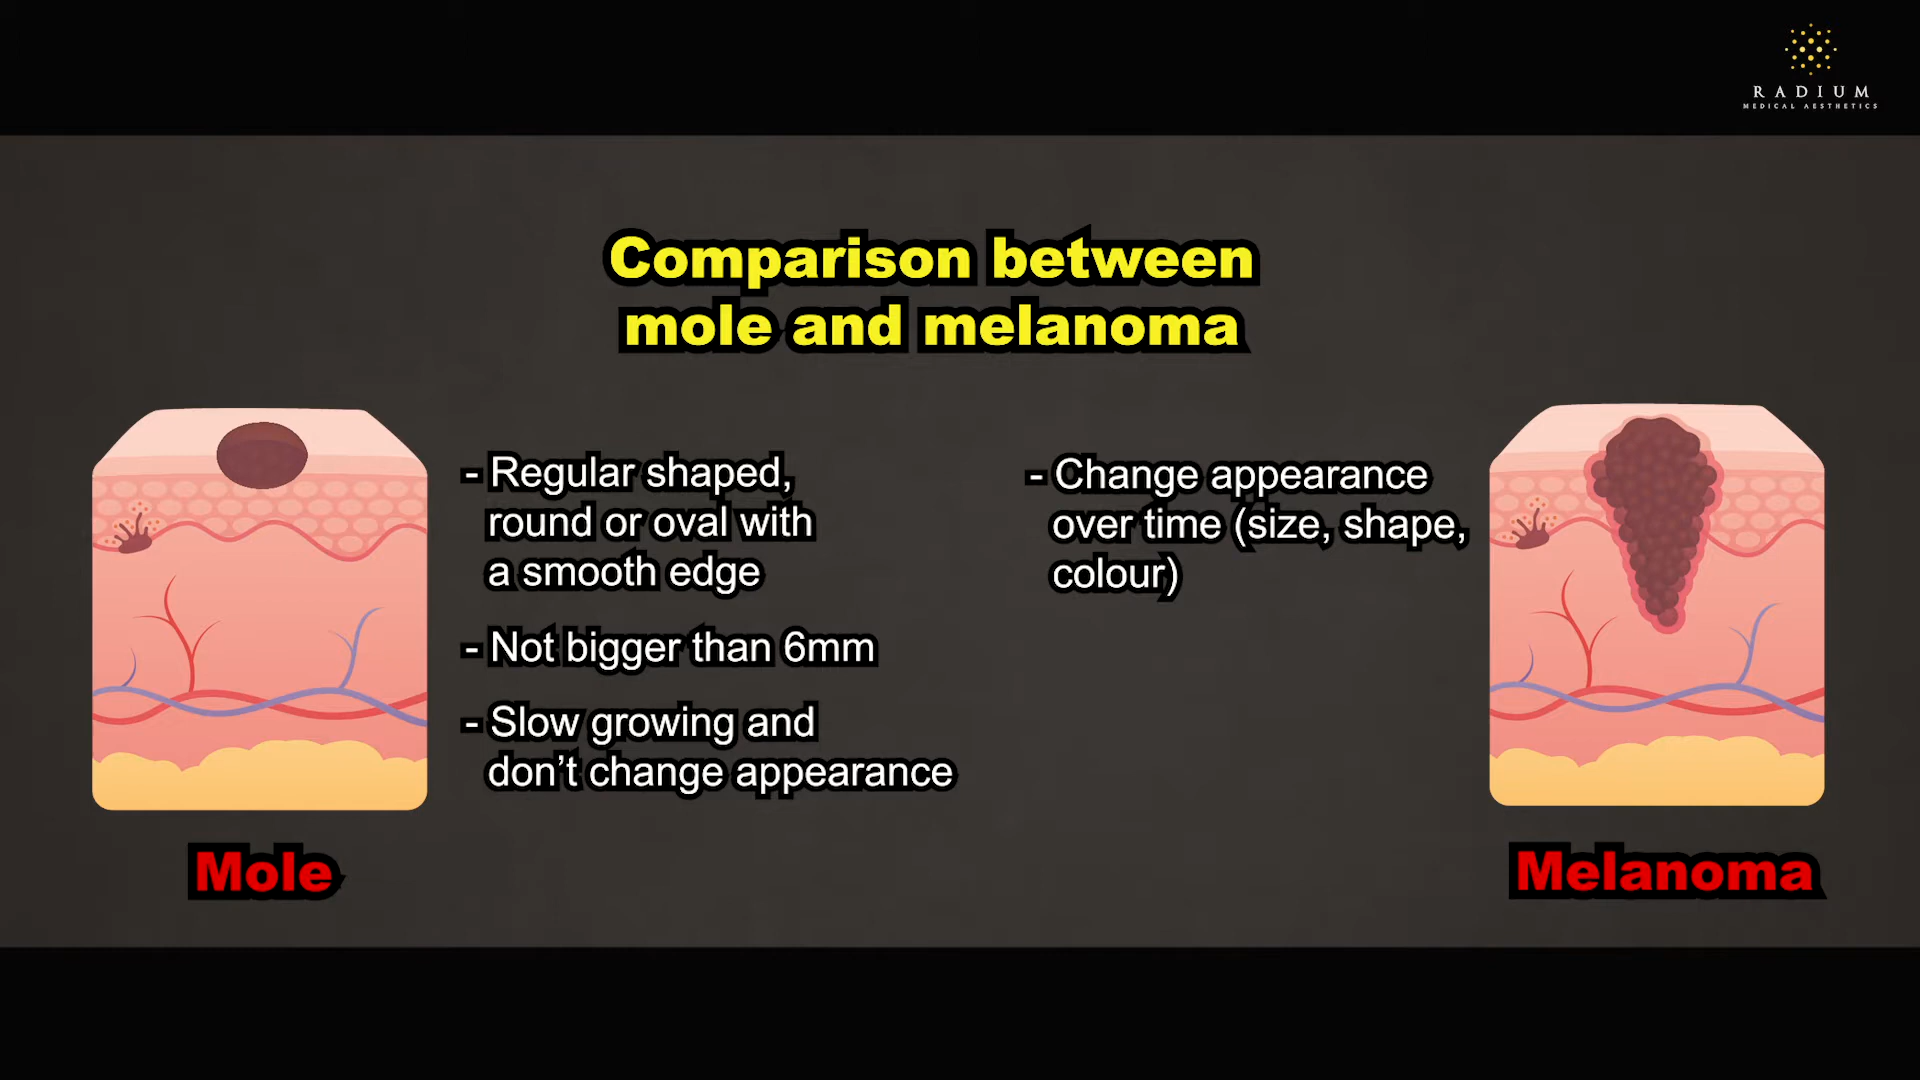 RADIUM
MEDICAL AESTHETICS
Comparison between
mole and melanoma
- Regular shaped,
round or oval with
a smooth edge
- Not bigger than 6mm
- Slow growing and
don’t change appearance
- Change appearance
over time (size, shape,
colour)
Mole
Melanoma